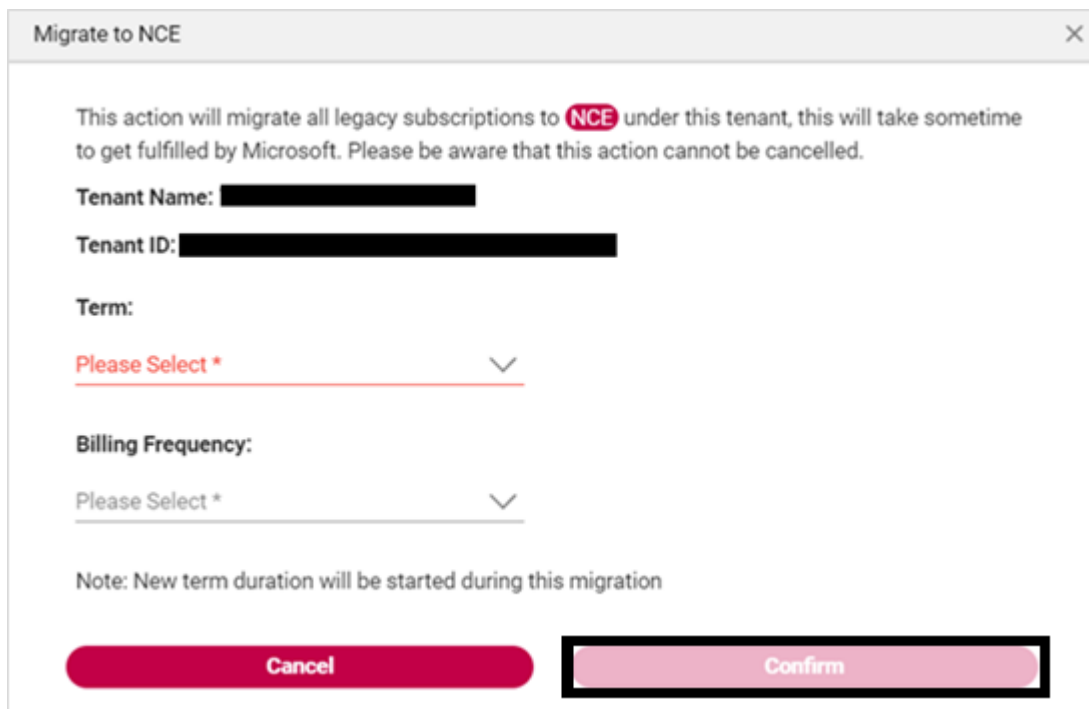 Migrate to NCE
This action will migrate all legacy subscriptions to NCE under this tenant, this will take sometime
to get fulfilled by Microsoft. Please be aware that this action cannot be cancelled.
Tenant Name:
Tenant ID:
Term:
Please Select *
Billing Frequency:
Please Select *
Note: New term duration will be started during this migration
Cancel Confirm